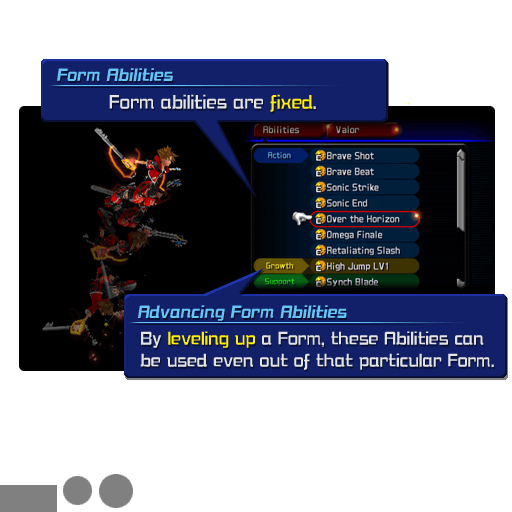 Form Abilities
Form abilities are fixed.
Abilities Valor
Action
Brave Shot
Brave Beat
Sonic Strike
Sonic End
Over the Horizon
Omega Finale
Retaliating Slash
Growth
High Jump LV1
Support
Synch Blade
Advancing Form Abilities
By leveling up a Form, these Abilities can
be used even out of that particular Form.